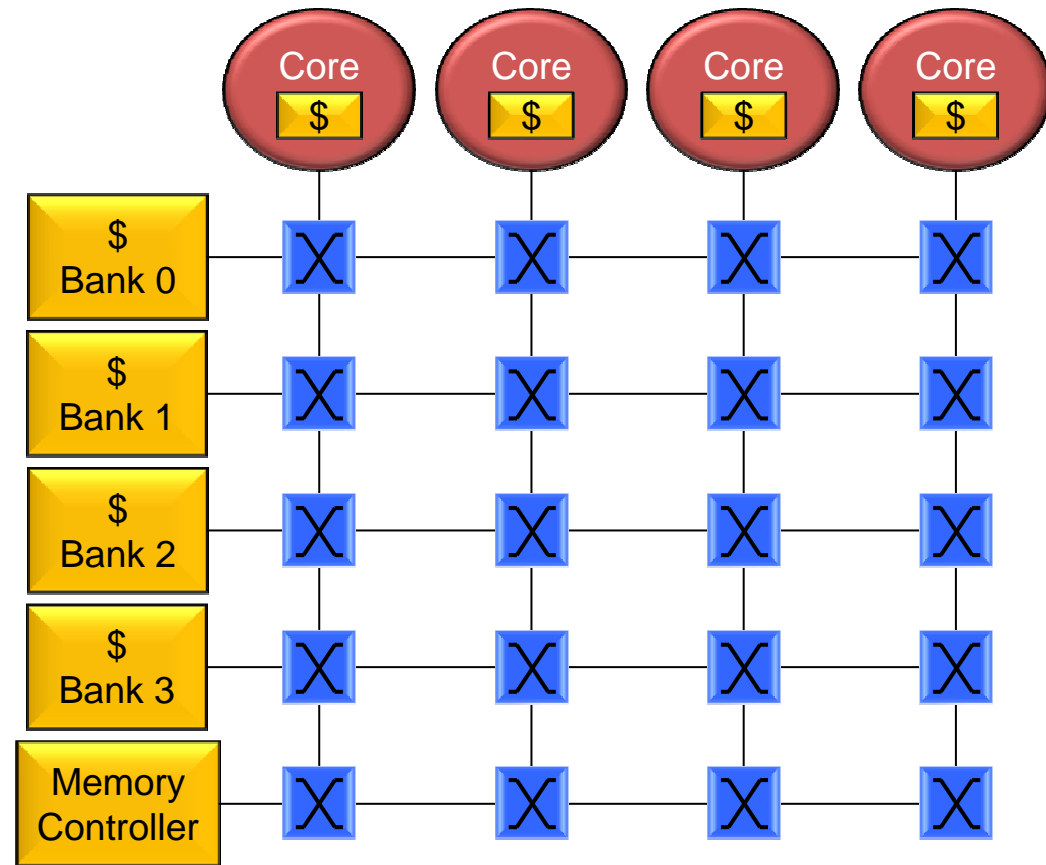 Core
$
Core
$
Core
$
Core
$
$
Bank 0
$
Bank 1
$
Bank 2
$
Bank 3
Memory
Controller